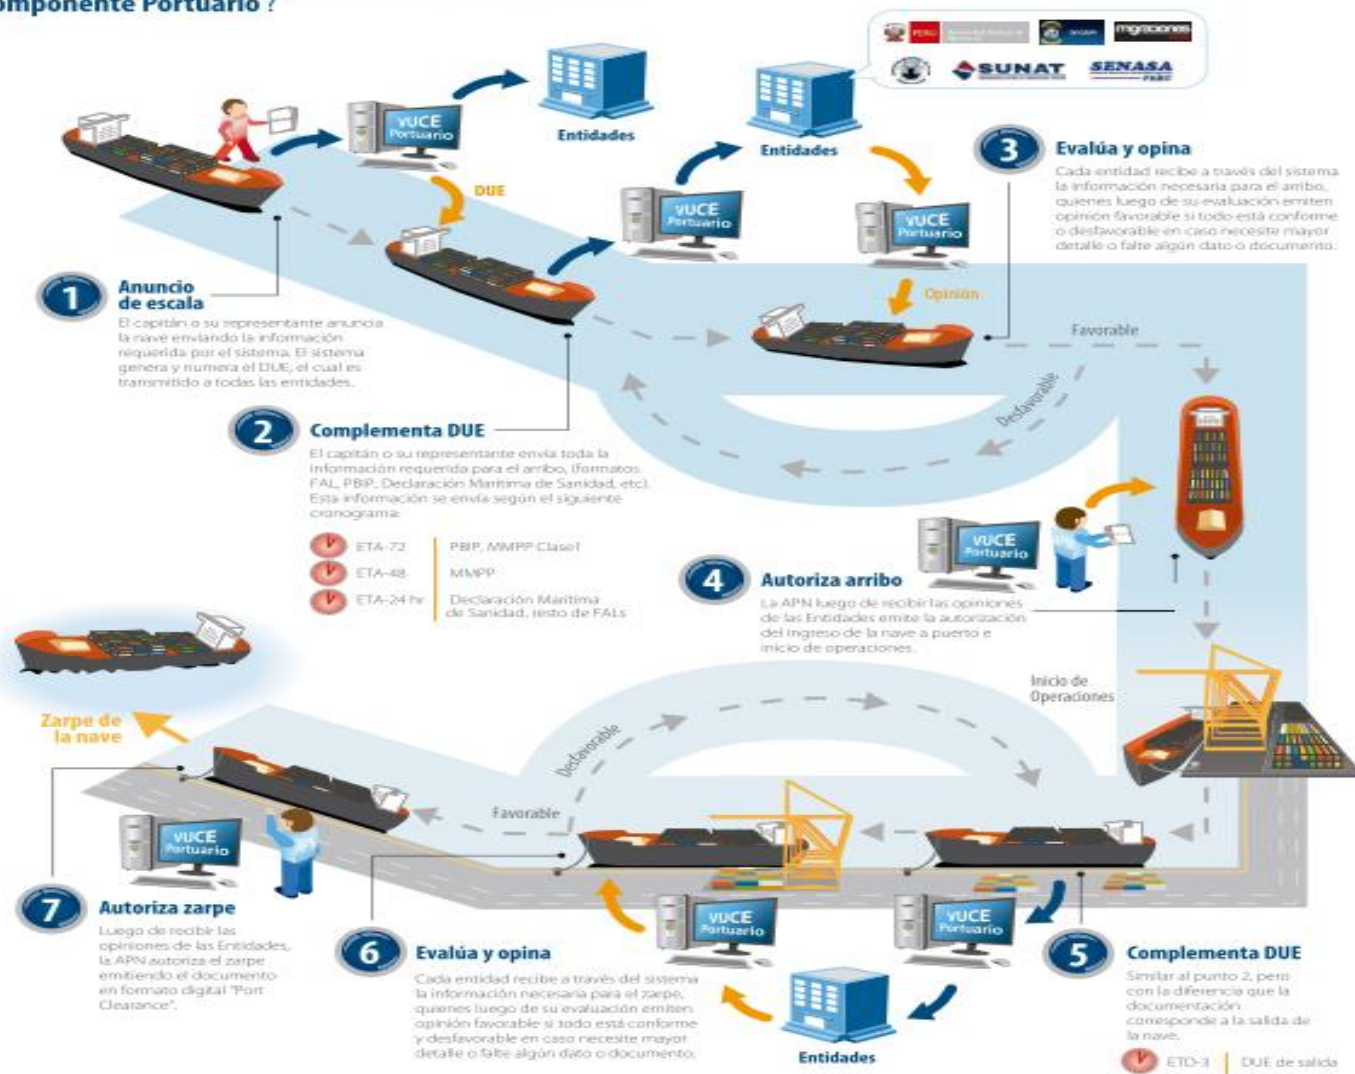 omponente Portuario ?
PERÚ
migraciones
SUNAT
SENASA
PERU
VUCE
Portuario
Entidades
Entidades
DUE
VUCE
Portuario
VUCE
Portuario
3
Evalúa y opina
Cada entidad recibe a través del sistema
la información necesaria para el arribo,
quienes luego de su evaluación emiten
opinión favorable si todo está conforme
o desfavorable en caso necesite mayor
detalle o falte algún dato o documento.
1
Anuncio
de escala
El capitán o su representante anuncia
la nave enviando la información
requerida por el sistema. El sistema
genera y numera el DUE, el cual es
transmitido a todas las entidades.
Opinión
Favorable
Desfavorable
2
Complementa DUE
El capitán o su representante envía toda la
información requerida para el arribo, (formatos
FAL, PBIP, Declaración Marítima de Sanidad, etc).
Esta información se envía según el siguiente
cronograma:
ETA-72 PBIP, MMPP Clase1
ETA-48 MMPP
ETA-24 hr Declaración Marítima
de Sanidad, resto de FALs
VUCE
Portuario
4
Autoriza arribo
La APN luego de recibir las opiniones
de las Entidades emite la autorización
del ingreso de la nave a puerto e
inicio de operaciones.
Inicio de
Operaciones
Zarpe de
la nave
Desfavorable
Favorable
VUCE
Portuario
7
Autoriza zarpe
Luego de recibir las
opiniones de las Entidades,
la APN autoriza el zarpe
emitiendo el documento
en formato digital "Port
Clearance".
6
Evalúa y opina
Cada entidad recibe a través del sistema
la información necesaria para el zarpe,
quienes luego de su evaluación emiten
opinión favorable si todo está conforme
y desfavorable en caso necesite mayor
detalle o falte algún dato o documento.
VUCE
Portuario
VUCE
Portuario
Entidades
5
Complementa DUE
Similar al punto 2, pero
con la diferencia que la
documentación
corresponde a la salida de
la nave.
ETD-3 DUE de salida